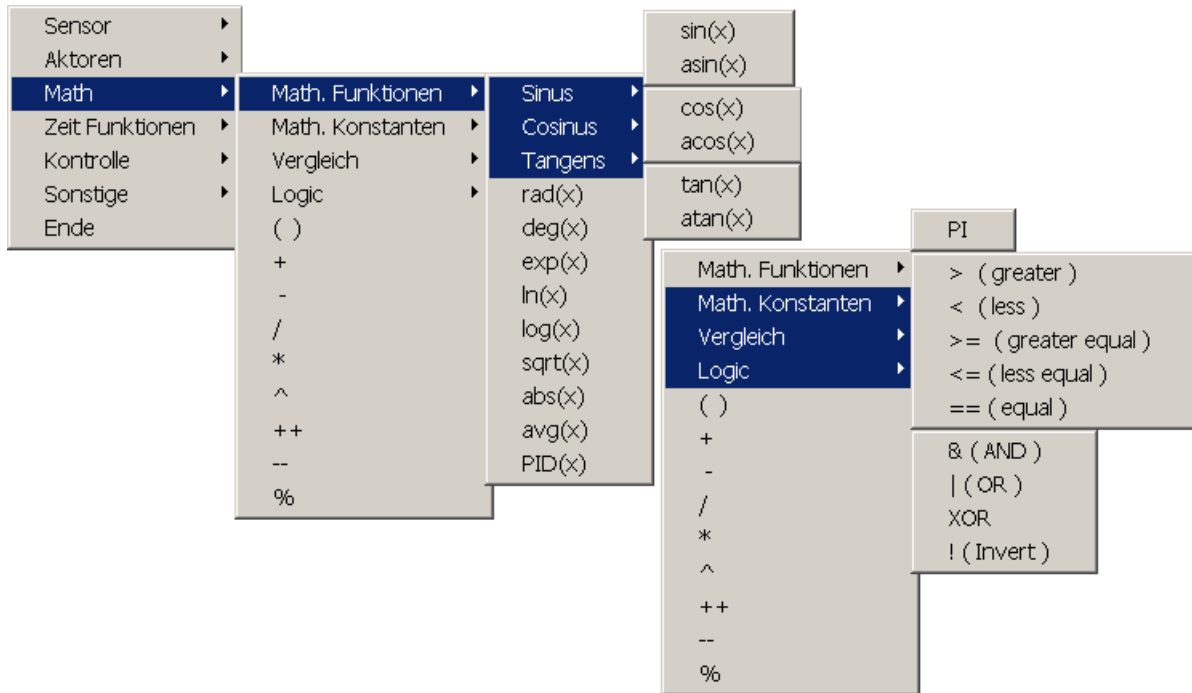 Sensor
Aktoren
Math
Zeit Funktionen
Kontrolle
Sonstige
Ende
Math. Funktionen
Math. Konstanten
Vergleich
Logic
( )
+
-
/
*
^
++
--
%
Sinus
Cosinus
Tangens
rad(x)
deg(x)
exp(x)
ln(x)
log(x)
sqrt(x)
abs(x)
avg(x)
PID(x)
sin(x)
asin(x)
cos(x)
acos(x)
tan(x)
atan(x)
Math. Funktionen
Math. Konstanten
Vergleich
Logic
( )
+
-
/
*
^
++
--
%
PI
> ( greater )
< ( less )
>= ( greater equal )
<= ( less equal )
== ( equal )
& ( AND )
| ( OR )
XOR
! ( Invert )